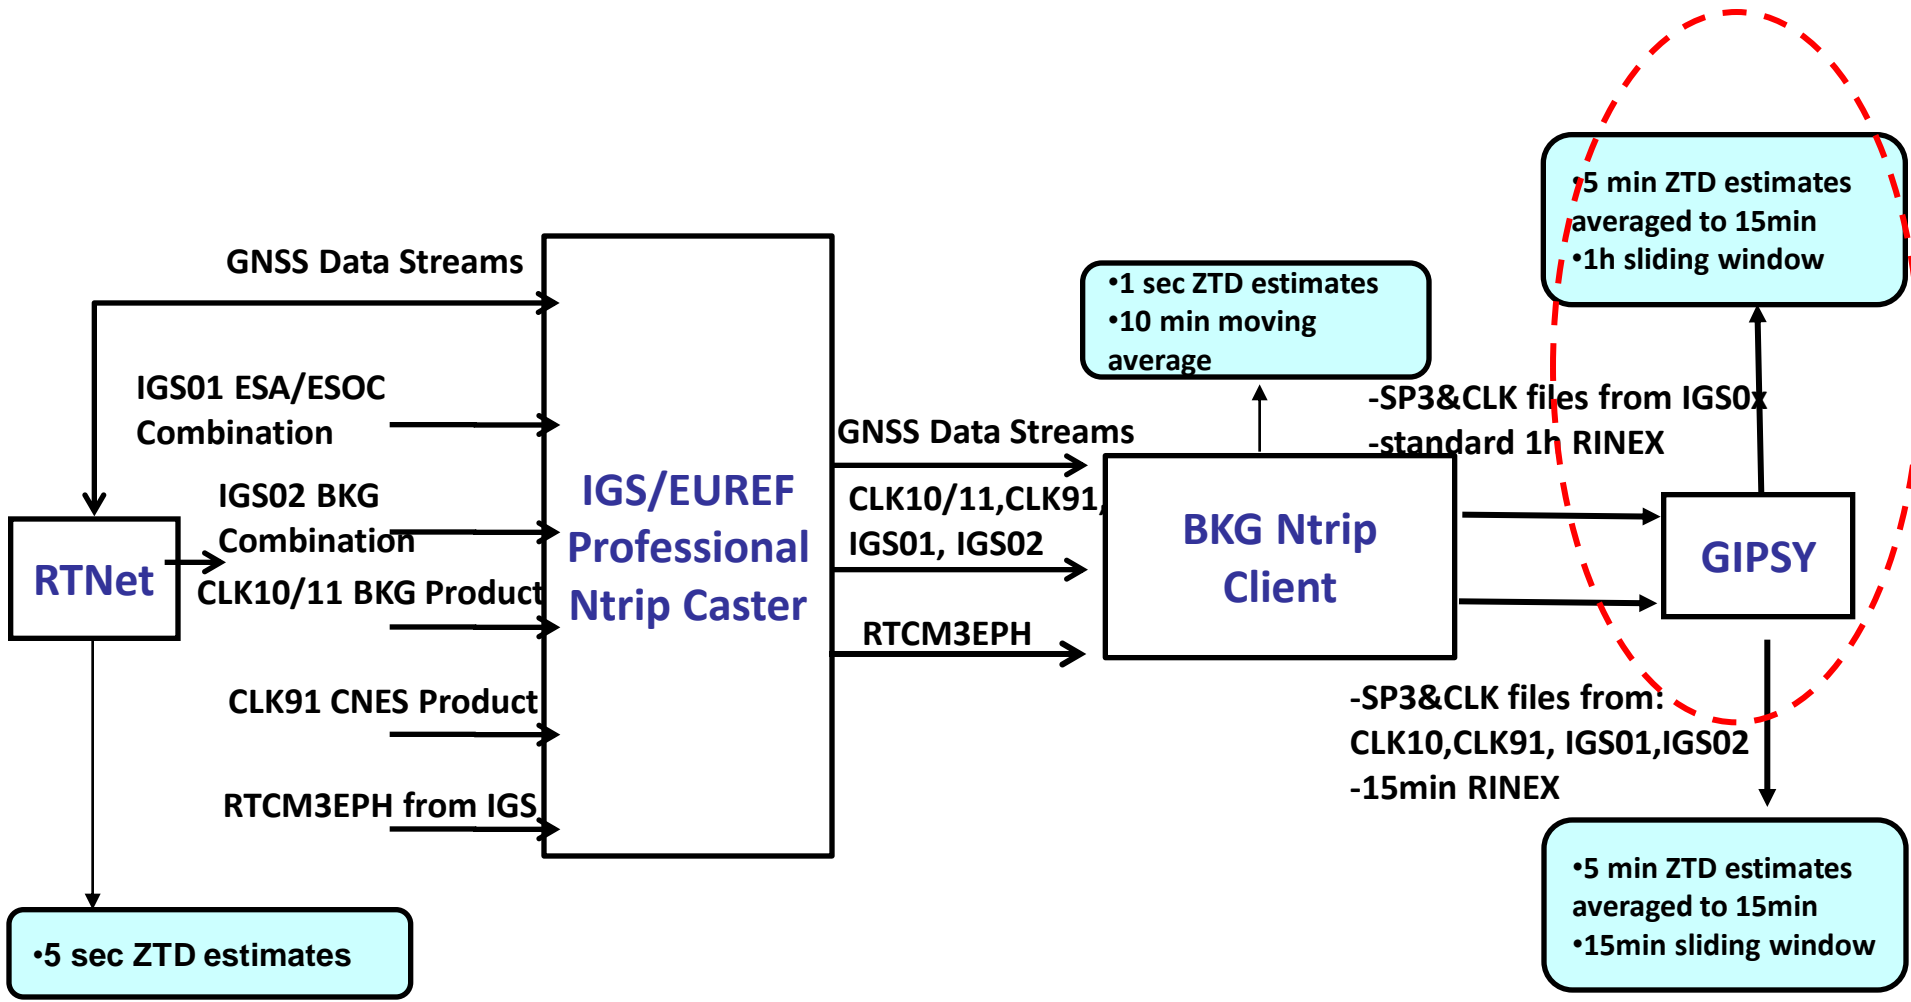 GNSS Data Streams
IGS01 ESA/ESOC
Combination
IGS02 BKG
Combination
RTNet
CLK10/11 BKG Product
CLK91 CNES Product
RTCM3EPH from IGS
•5 sec ZTD estimates
IGS/EUREF
Professional
Ntrip Caster
GNSS Data Streams
CLK10/11,CLK91,
IGS01, IGS02
RTCM3EPH
•1 sec ZTD estimates
•10 min moving
average
BKG Ntrip
Client
-SP3&CLK files from IGS0x
-standard 1h RINEX
-SP3&CLK files from:
CLK10,CLK91, IGS01,IGS02
-15min RINEX
•5 min ZTD estimates
averaged to 15min
•1h sliding window
GIPSY
•5 min ZTD estimates
averaged to 15min
•15min sliding window